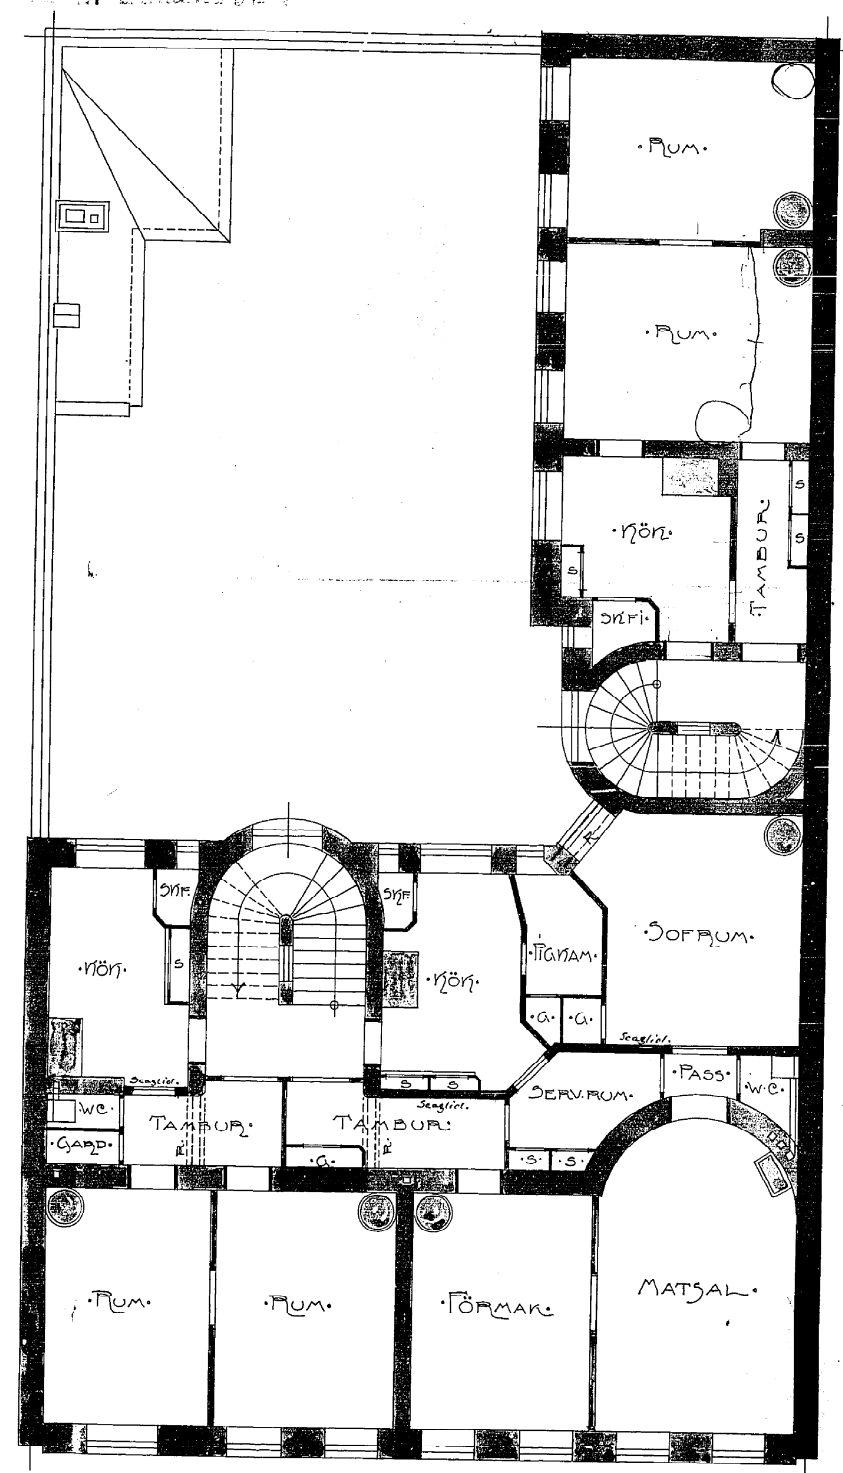 ·RUM·
·RUM·
·KÖK·
·TAMBUR·
S
S
S
SKFI·
SKF.
SKF
·SOFRUM·
·PIGKAM·
·KÖK·
S
·KÖK·
·G·
·G·
Scagliol.
·PASS·
·W·C·
Scagliol.
S
S
·SERV.RUM·
Scagliol.
·WC·
·TAMBUR·
·TAMBUR·
R.
R.
·GARD·
·G·
·S·
·S·
·RUM·
·RUM·
·FÖRMAK·
·MATSAL·